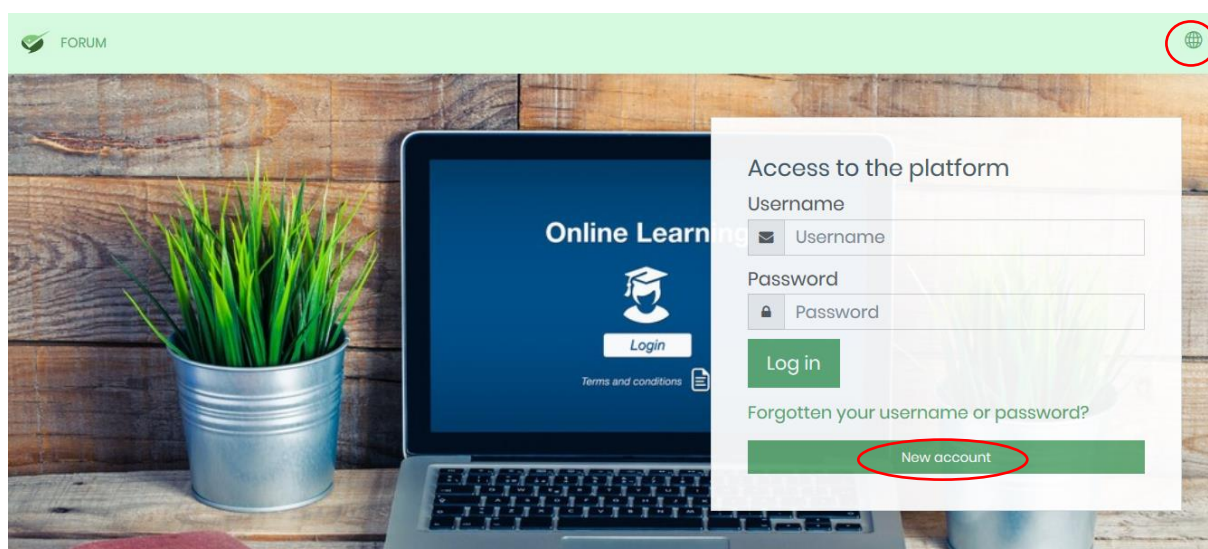 FORUM
Access to the platform
Username
Username
Password
Password
Log in
Forgotten your username or password?
New account
Online Learning
Login
Terms and conditions